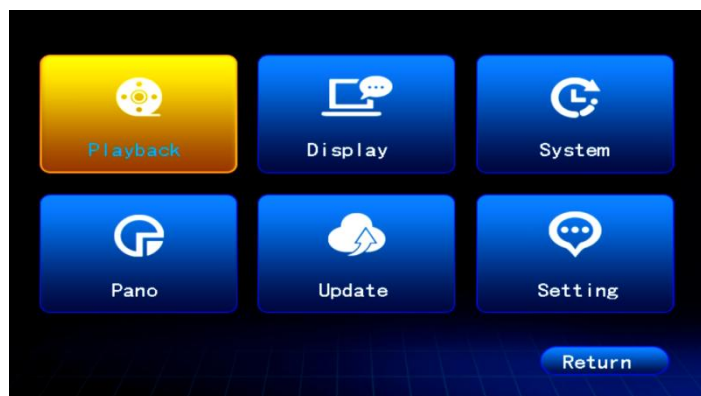 Playback
Display
System
Pano
Update
Setting
Return